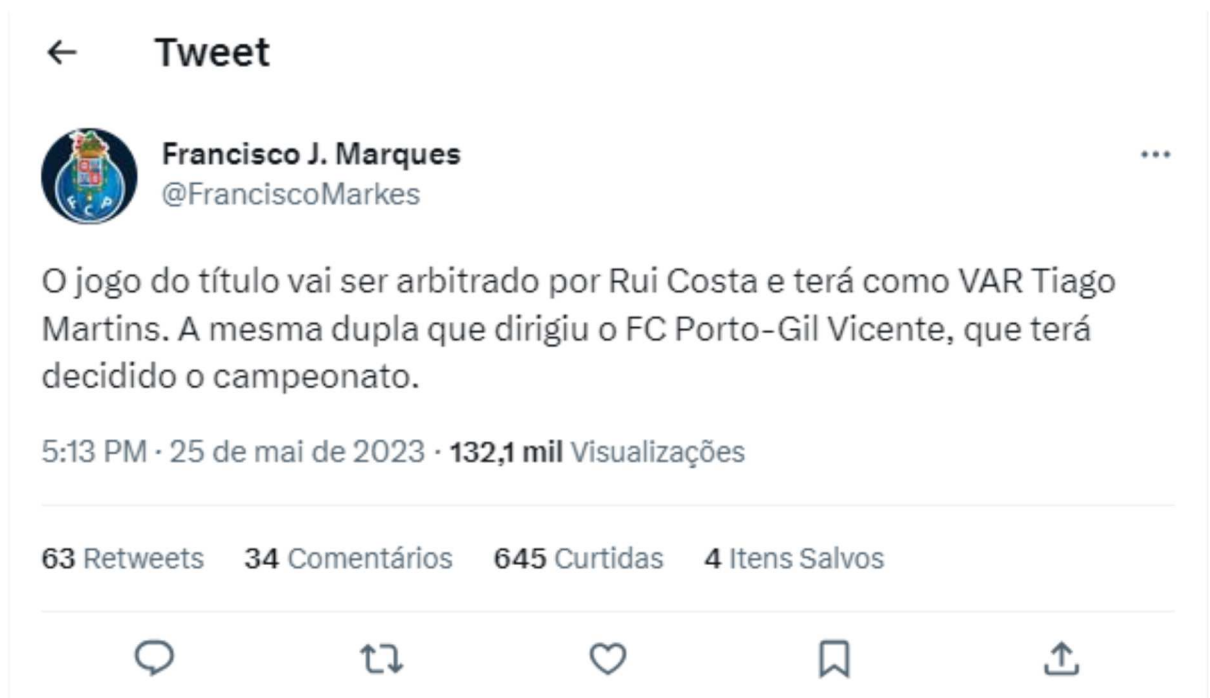 Tweet
Francisco J. Marques
@FranciscoMarkes
O jogo do título vai ser arbitrado por Rui Costa e terá como VAR Tiago
Martins. A mesma dupla que dirigiu o FC Porto-Gil Vicente, que terá
decidido o campeonato.
5:13 PM · 25 de mai de 2023 · 132,1 mil Visualizações
63 Retweets 34 Comentários 645 Curtidas 4 Itens Salvos